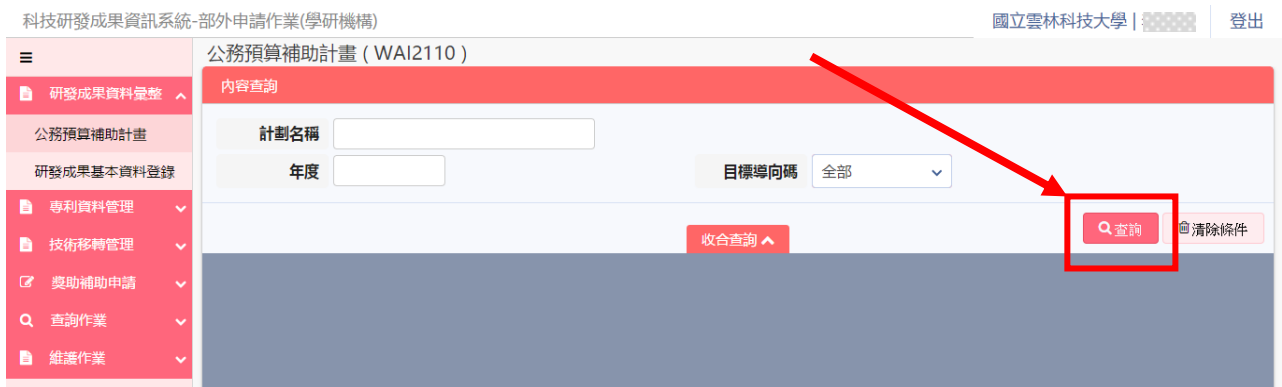 科技研發成果資訊系統-部外申請作業(學研機構)
國立雲林科技大學 |
登出
公務預算補助計畫 ( WAI2110 )
研發成果資料彙整
公務預算補助計畫
研發成果基本資料登錄
專利資料管理
技術移轉管理
獎助補助申請
查詢作業
維護作業
內容查詢
計劃名稱
年度
目標導向碼
全部
查詢
清除條件
收合查詢